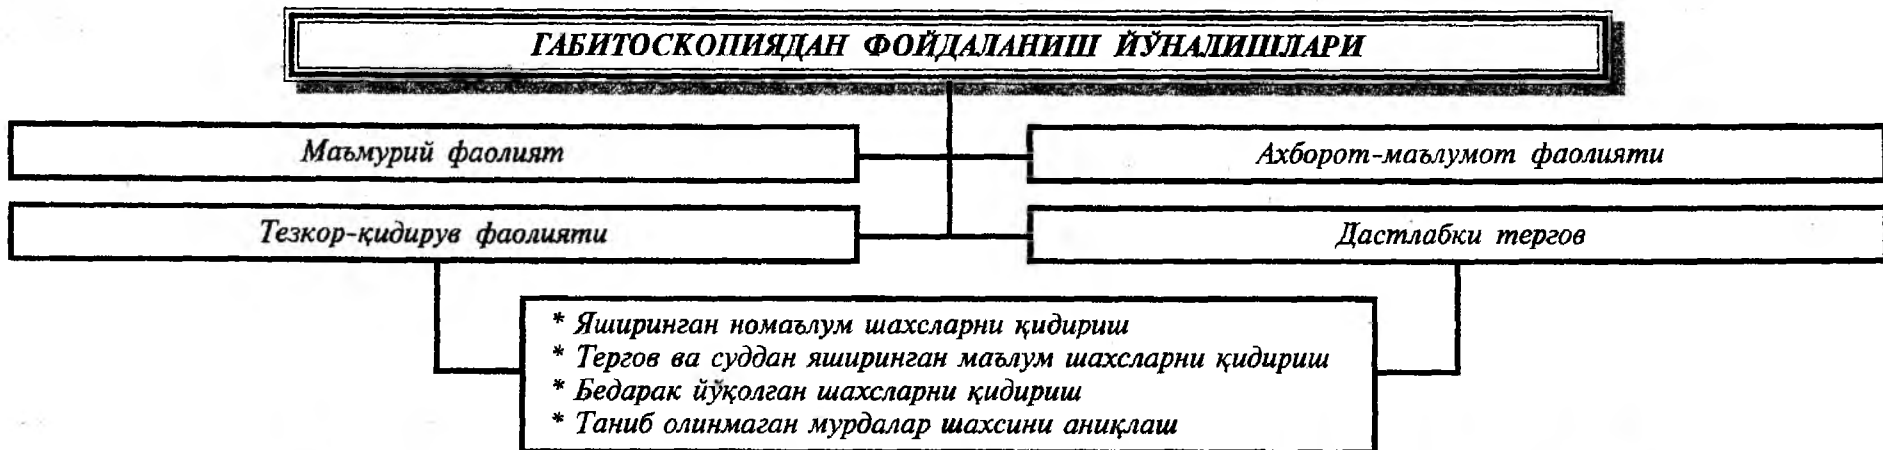 ГАБИТОСКОПИЯДАН ФОЙДАЛАНИШ ЙЎНАЛИШЛАРИ
Маъмурий фаолият
Ахборот-маълумот фаолияти
Тезкор-қидирув фаолияти
Дастлабки тергов
* Яширинган номаълум шахсларни қидириш
* Тергов ва суддан яширинган маълум шахсларни қидириш
* Бедарак йўқолган шахсларни қидириш
* Таниб олинмаган мурдалар шахсини аниқлаш